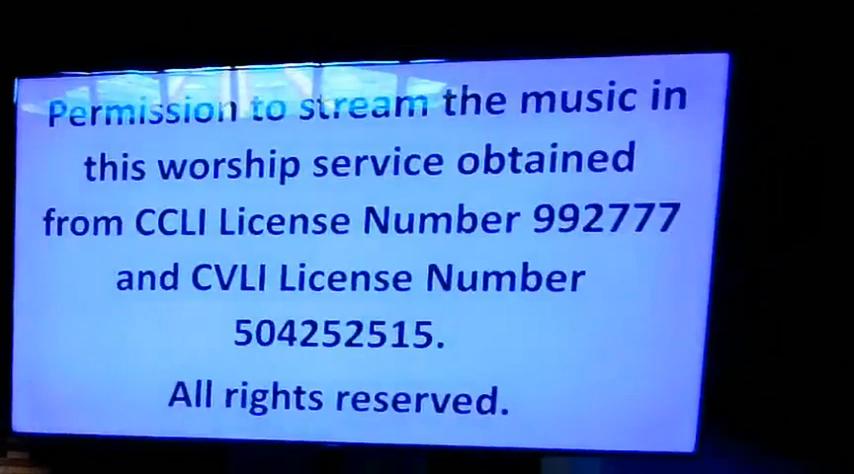 Permission to stream the music in
this worship service obtained
from CCLI License Number 992777
and CVLI License Number
504252515.
All rights reserved.